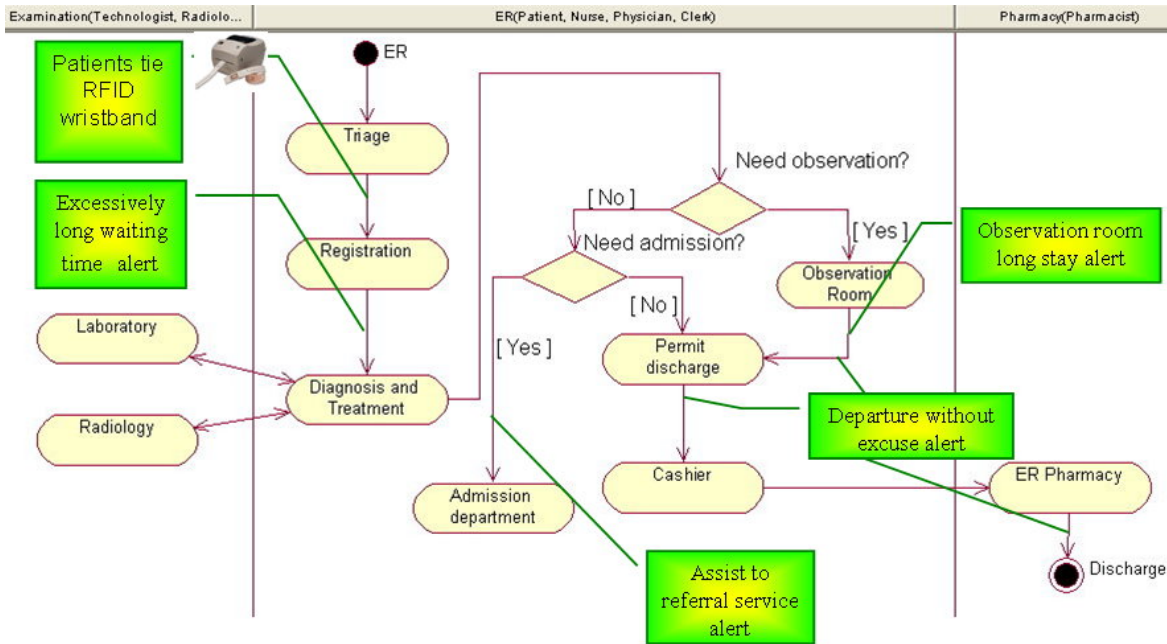 Examination(Technologist, Radiolo...
ER(Patient, Nurse, Physician, Clerk)
Pharmacy(Pharmacist)
Patients tie
RFID
wristband
ER
Triage
Need observation?
Excessively
long waiting
time alert
[ No ]
[ Yes ]
Observation room
long stay alert
Registration
Need admission?
Observation
Room
[ No ]
Laboratory
[ Yes ]
Permit
discharge
Diagnosis and
Treatment
Radiology
Departure without
excuse alert
Cashier
ER Pharmacy
Admission
department
Assist to
referral service
alert
Discharge